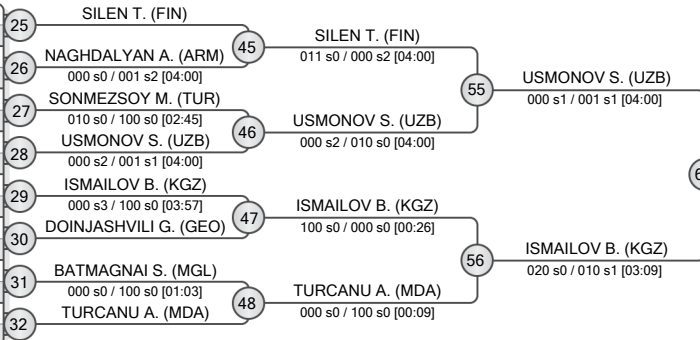 25
SILEN T. (FIN)
45
SILEN T. (FIN)
011 s0 / 000 s2 [04:00]
26
NAGHDALYAN A. (ARM)
000 s0 / 001 s2 [04:00]
55
USMONOV S. (UZB)
000 s1 / 001 s1 [04:00]
27
SONMEZSOY M. (TUR)
010 s0 / 100 s0 [02:45]
46
USMONOV S. (UZB)
000 s2 / 010 s0 [04:00]
28
USMONOV S. (UZB)
000 s2 / 001 s1 [04:00]
29
ISMAILOV B. (KGZ)
000 s3 / 100 s0 [03:57]
47
ISMAILOV B. (KGZ)
100 s0 / 000 s0 [00:26]
30
DOINJASHVILI G. (GEO)
56
ISMAILOV B. (KGZ)
020 s0 / 010 s1 [03:09]
31
BATMAGNAI S. (MGL)
000 s0 / 100 s0 [01:03]
48
TURCANU A. (MDA)
000 s0 / 100 s0 [00:09]
32
TURCANU A. (MDA)